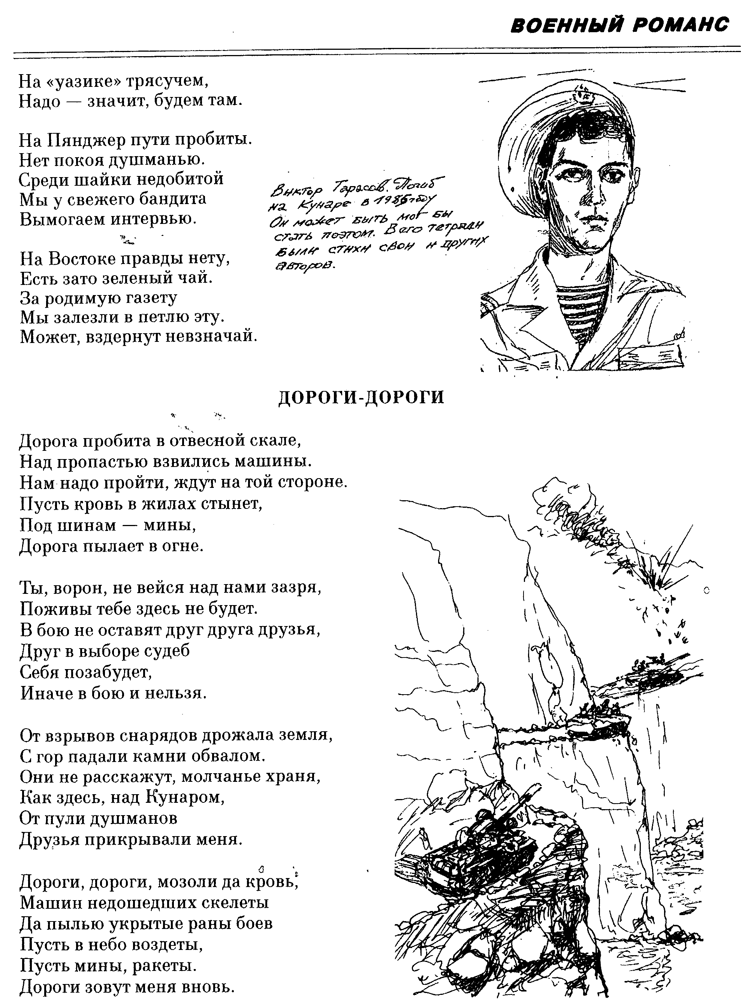 ВОЕННЫЙ РОМАНС
На «уазике» трясучем,
Надо — значит, будем там.
На Пянджер пути пробиты.
Нет покоя душманью.
Среди шайки недобитой
Мы у свежего бандита
Вымогаем интервью.
На Востоке правды нету,
Есть зато зеленый чай.
За родимую газету
Мы залезли в петлю эту.
Может, вздернут невзначай.
Виктор Тарасов. Погиб
на Кунаре в 1985 году
Он может быть мог бы
стать поэтом. В его тетради
были стихи свои и других
авторов.
ДОРОГИ-ДОРОГИ
Дорога пробита в отвесной скале,
Над пропастью взвились машины.
Нам надо пройти, ждут на той стороне.
Пусть кровь в жилах стынет,
Под шинам — мины,
Дорога пылает в огне.
Ты, ворон, не вейся над нами зазря,
Поживы тебе здесь не будет.
В бою не оставят друг друга друзья,
Друг в выборе судеб
Себя позабудет,
Иначе в бою и нельзя.
От взрывов снарядов дрожала земля,
С гор падали камни обвалом.
Они не расскажут, молчанье храня,
Как здесь, над Кунаром,
От пули душманов
Друзья прикрывали меня.
Дороги, дороги, мозоли да кровь,
Машин недошедших скелеты
Да пылью укрытые раны боев
Пусть в небо воздеты,
Пусть мины, ракеты.
Дороги зовут меня вновь.